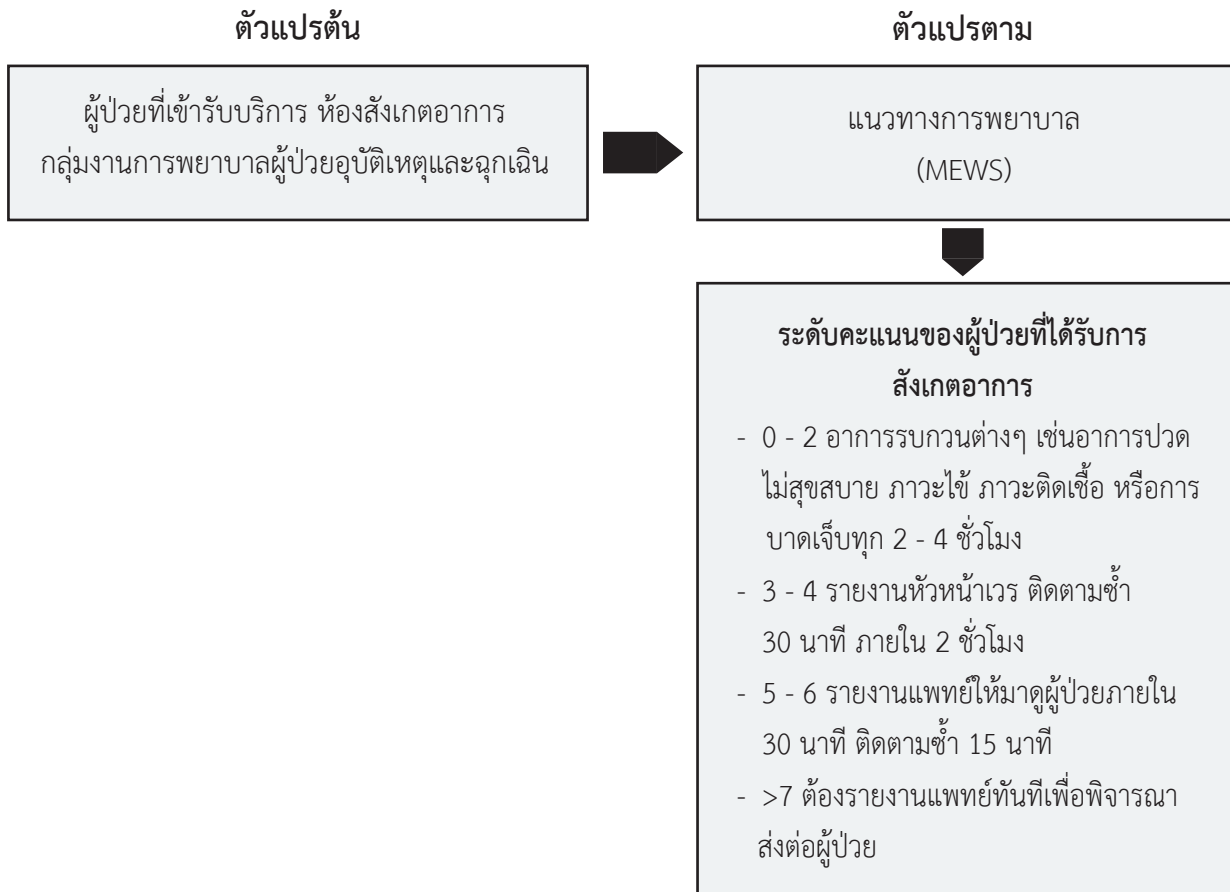 ตัวแปรต้น
ผู้ป่วยที่เข้ารับบริการ ห้องสังเกตอาการ
กลุ่มงานการพยาบาลผู้ป่วยอุบัติเหตุและฉุกเฉิน
ตัวแปรตาม
แนวทางการพยาบาล
(MEWS)
ระดับคะแนนของผู้ป่วยที่ได้รับการ
สังเกตอาการ
- 0 - 2 อาการรบกวนต่างๆ เช่นอาการปวด
ไม่สุขสบาย ภาวะไข้ ภาวะติดเชื้อ หรือการ
บาดเจ็บทุก 2 - 4 ชั่วโมง
- 3 - 4 รายงานหัวหน้าเวร ติดตามซ้ำ
30 นาที ภายใน 2 ชั่วโมง
- 5 - 6 รายงานแพทย์ให้มาดูผู้ป่วยภายใน
30 นาที ติดตามซ้ำ 15 นาที
- >7 ต้องรายงานแพทย์ทันทีเพื่อพิจารณา
ส่งต่อผู้ป่วย